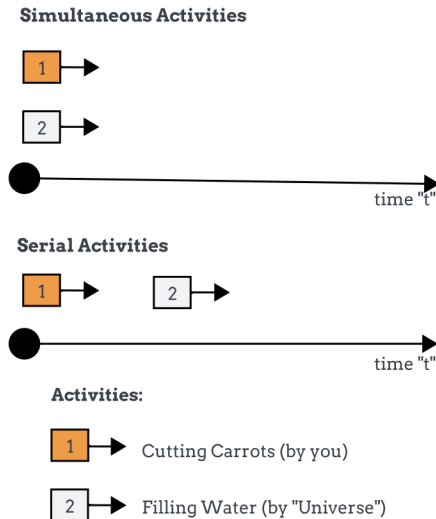 Simultaneous Activities
1
2
time "t"
Serial Activities
1 2
time "t"
Activities:
1 Cutting Carrots (by you)
2 Filling Water (by "Universe")